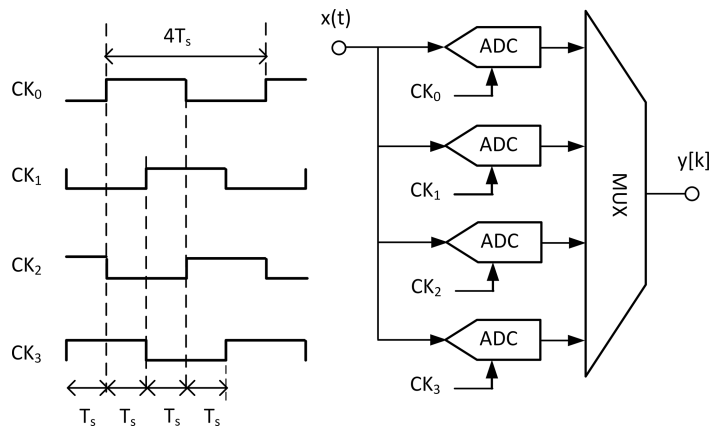 4Tₛ
CK₀
CK₁
CK₂
CK₃
Tₛ Tₛ Tₛ Tₛ
x(t)
ADC
CK₀
ADC
CK₁
ADC
CK₂
ADC
CK₃
MUX
y[k]